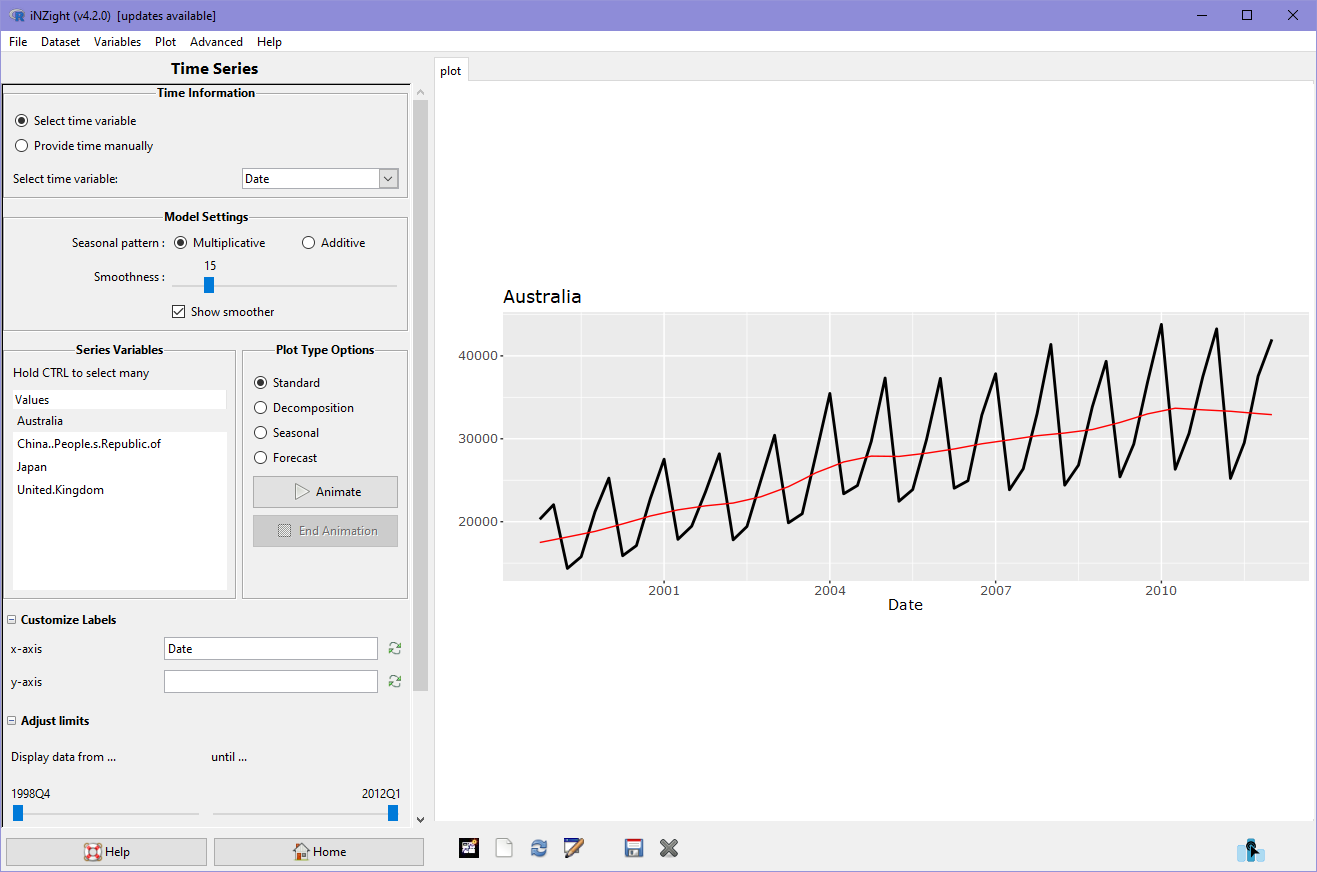 iNZight (v4.2.0)  [updates available]
File Dataset Variables Plot Advanced Help
Time Series
Time Information
Select time variable
Provide time manually
Select time variable: Date
Model Settings
Seasonal pattern : Multiplicative Additive
15
Smoothness :
Show smoother
Series Variables
Hold CTRL to select many
Values
Australia
China..People.s.Republic.of
Japan
United.Kingdom
Plot Type Options
Standard
Decomposition
Seasonal
Forecast
Animate
End Animation
Customize Labels
x-axis Date
y-axis
Adjust limits
Display data from ... until ...
1998Q4 2012Q1
Help Home
plot
Australia
40000
30000
20000
2001 2004 2007 2010
Date